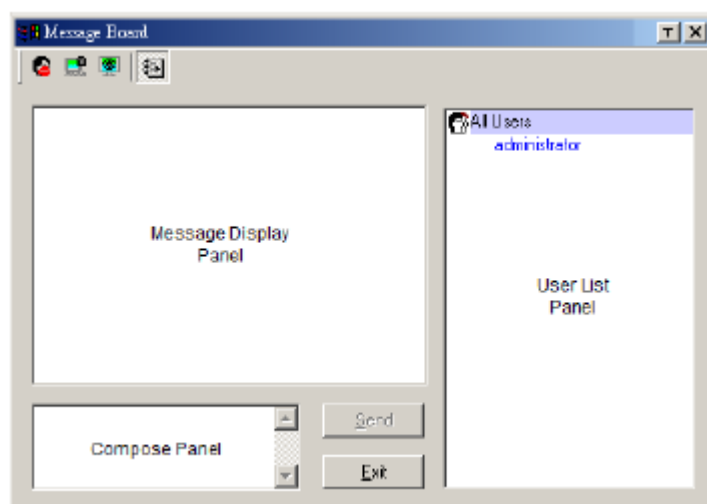 Message Board
T X
All Users
administrator
Message Display
Panel
User List
Panel
Compose Panel
Send
Exit